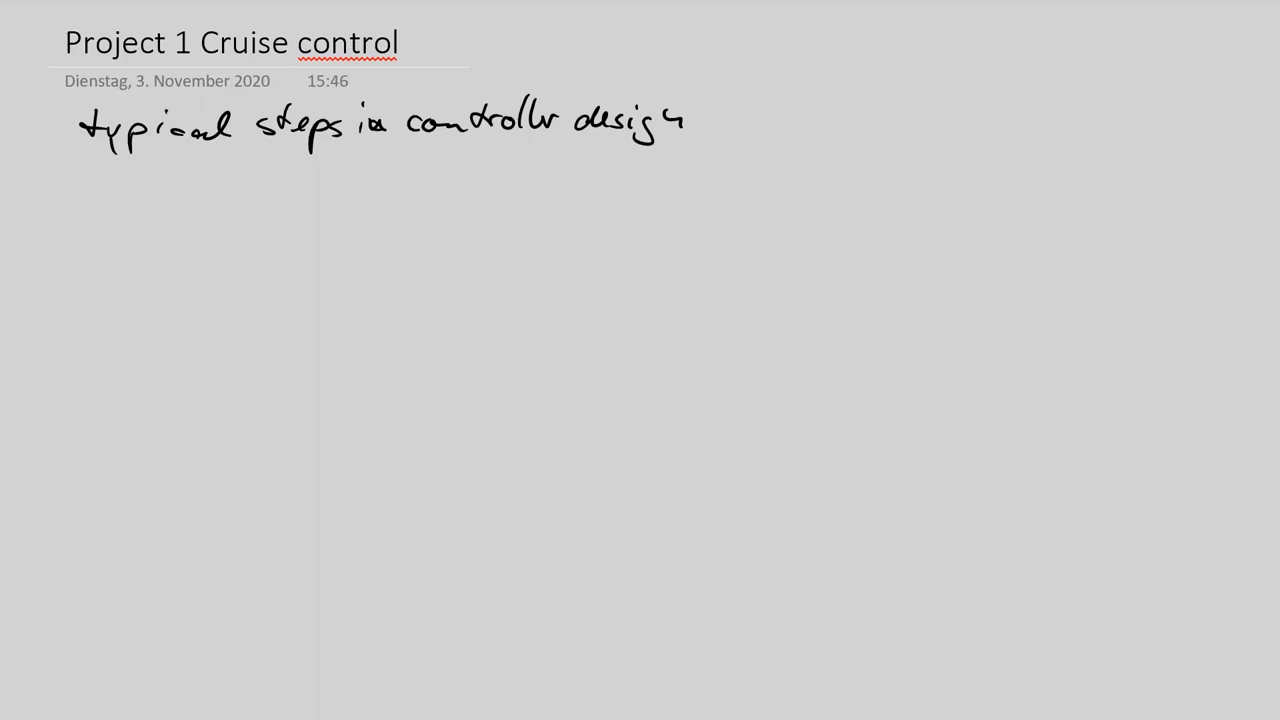 Project 1 Cruise control
Dienstag, 3. November 2020 15:46
typical steps in controller design